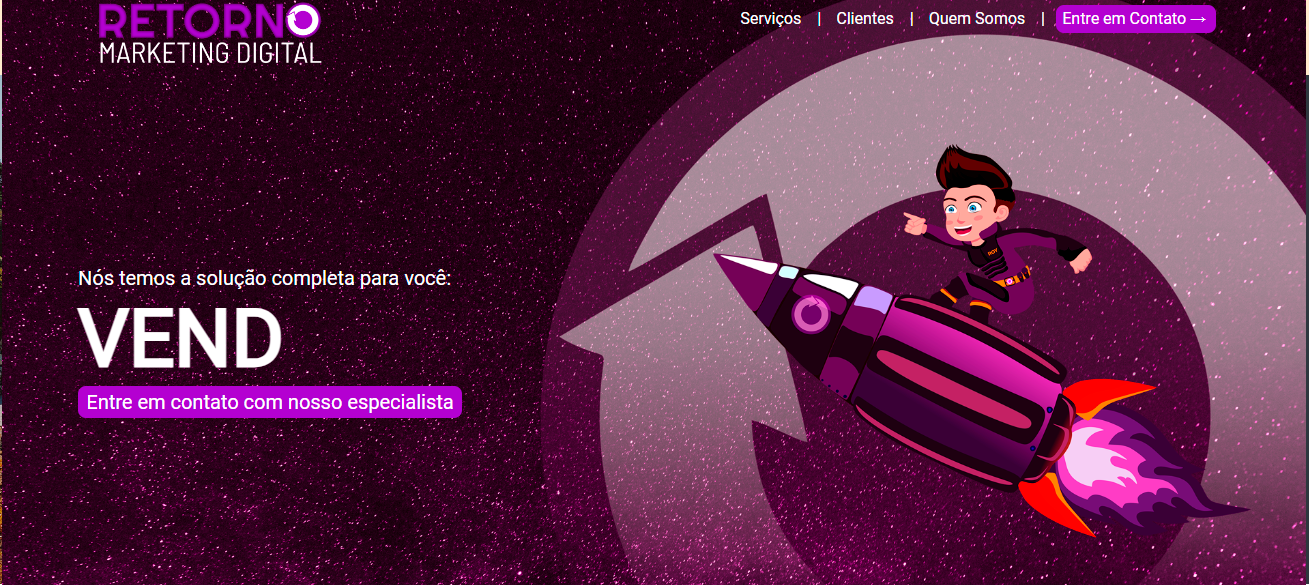 RETORNO
MARKETING DIGITAL
Serviços | Clientes | Quem Somos | Entre em Contato →
Nós temos a solução completa para você:
VEND
Entre em contato com nosso especialista